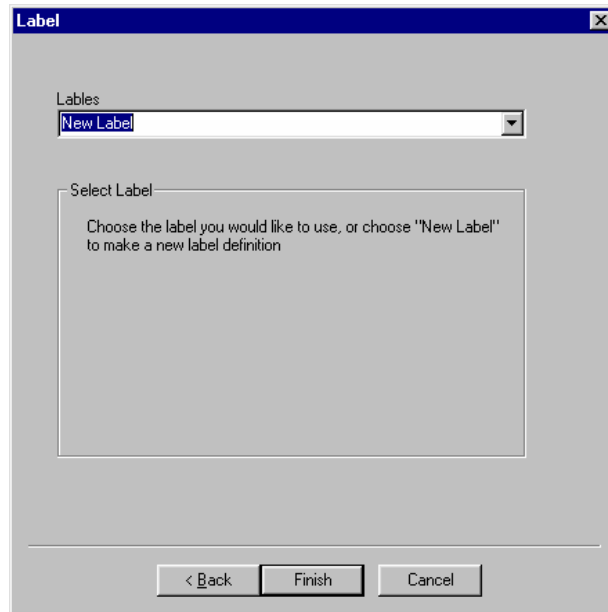 Label
Lables
New Label
Select Label
Choose the label you would like to use, or choose "New Label"
to make a new label definition
< Back
Finish
Cancel